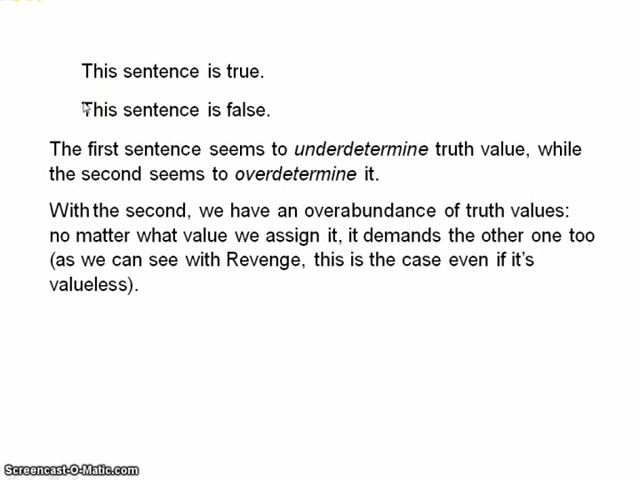 This sentence is true.
This sentence is false.
The first sentence seems to underdetermine truth value, while
the second seems to overdetermine it.
With the second, we have an overabundance of truth values:
no matter what value we assign it, it demands the other one too
(as we can see with Revenge, this is the case even if it's
valueless).
Screencast-O-Matic.com